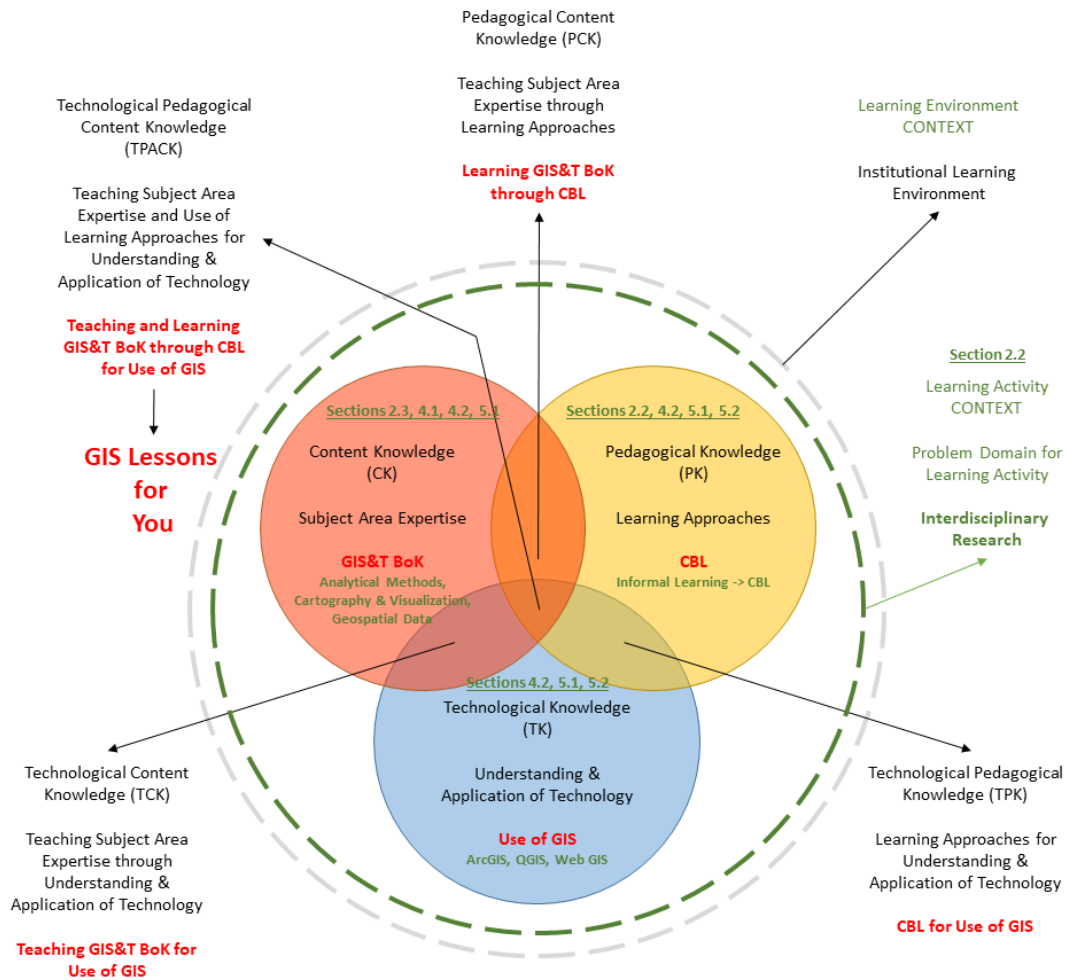 Pedagogical Content
Knowledge (PCK)
Teaching Subject Area
Expertise through
Learning Approaches
Learning GIS&T BoK
through CBL
Technological Pedagogical
Content Knowledge
(TPACK)
Teaching Subject Area
Expertise and Use of
Learning Approaches for
Understanding &
Application of Technology
Teaching and Learning
GIS&T BoK through CBL
for Use of GIS
GIS Lessons
for
You
Learning Environment
CONTEXT
Institutional Learning
Environment
Section 2.2
Learning Activity
CONTEXT
Problem Domain for
Learning Activity
Interdisciplinary
Research
Sections 2.3, 4.1, 4.2, 5.1
Content Knowledge
(CK)
Subject Area Expertise
GIS&T BoK
Analytical Methods,
Cartography & Visualization,
Geospatial Data
Sections 2.2, 4.2, 5.1, 5.2
Pedagogical Knowledge
(PK)
Learning Approaches
CBL
Informal Learning -> CBL
Sections 4.2, 5.1, 5.2
Technological Knowledge
(TK)
Understanding &
Application of Technology
Use of GIS
ArcGIS, QGIS, Web GIS
Technological Content
Knowledge (TCK)
Teaching Subject Area
Expertise through
Understanding &
Application of Technology
Teaching GIS&T BoK for
Use of GIS
Technological Pedagogical
Knowledge (TPK)
Learning Approaches for
Understanding &
Application of Technology
CBL for Use of GIS